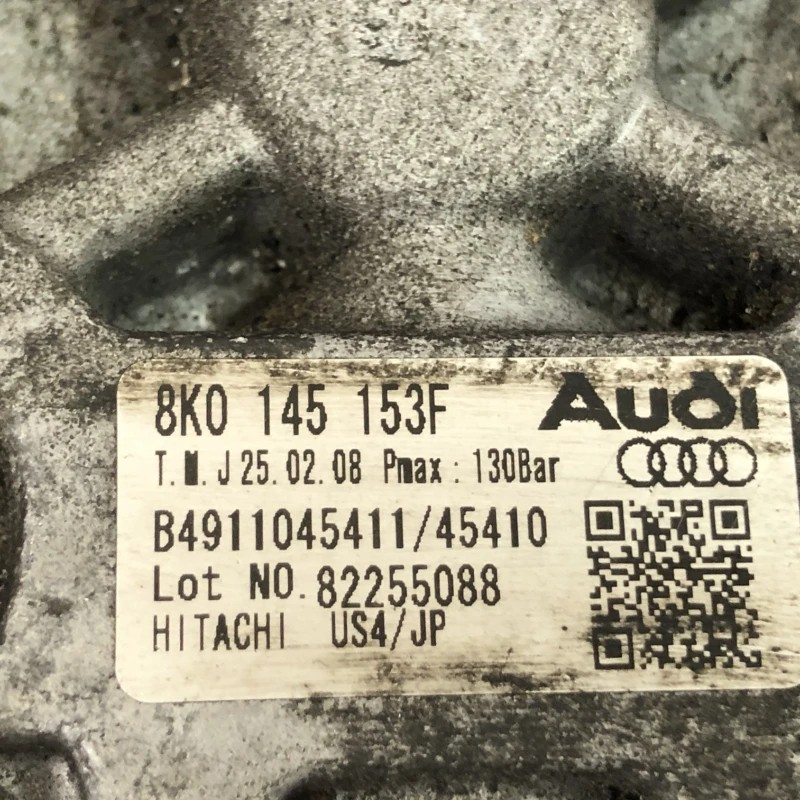 8K0 145 153F
Audi
T.M.J 25.02.08 Pmax : 130Bar
B4911045411/45410
Lot NO. 82255088
HITACHI US4/JP